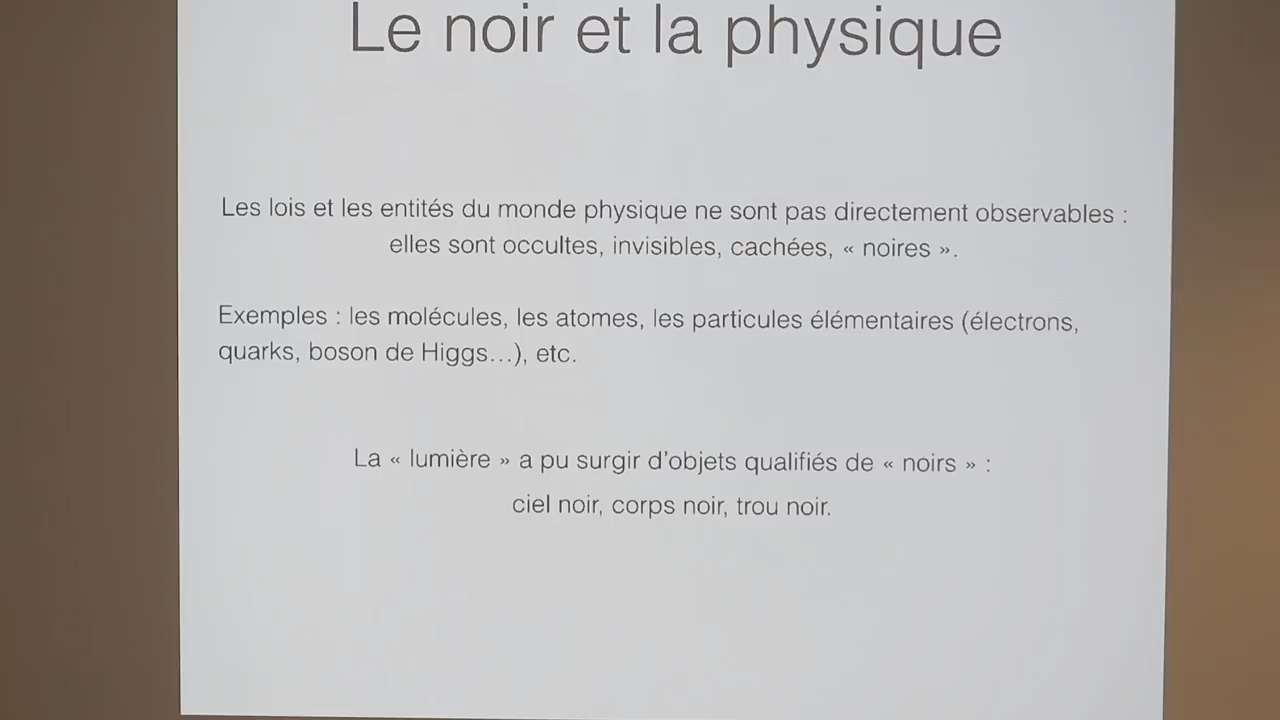 Le noir et la physique
Les lois et les entités du monde physique ne sont pas directement observables :
elles sont occultes, invisibles, cachées, « noires ».
Exemples : les molécules, les atomes, les particules élémentaires (électrons,
quarks, boson de Higgs…), etc.
La « lumière » a pu surgir d’objets qualifiés de « noirs » :
ciel noir, corps noir, trou noir.